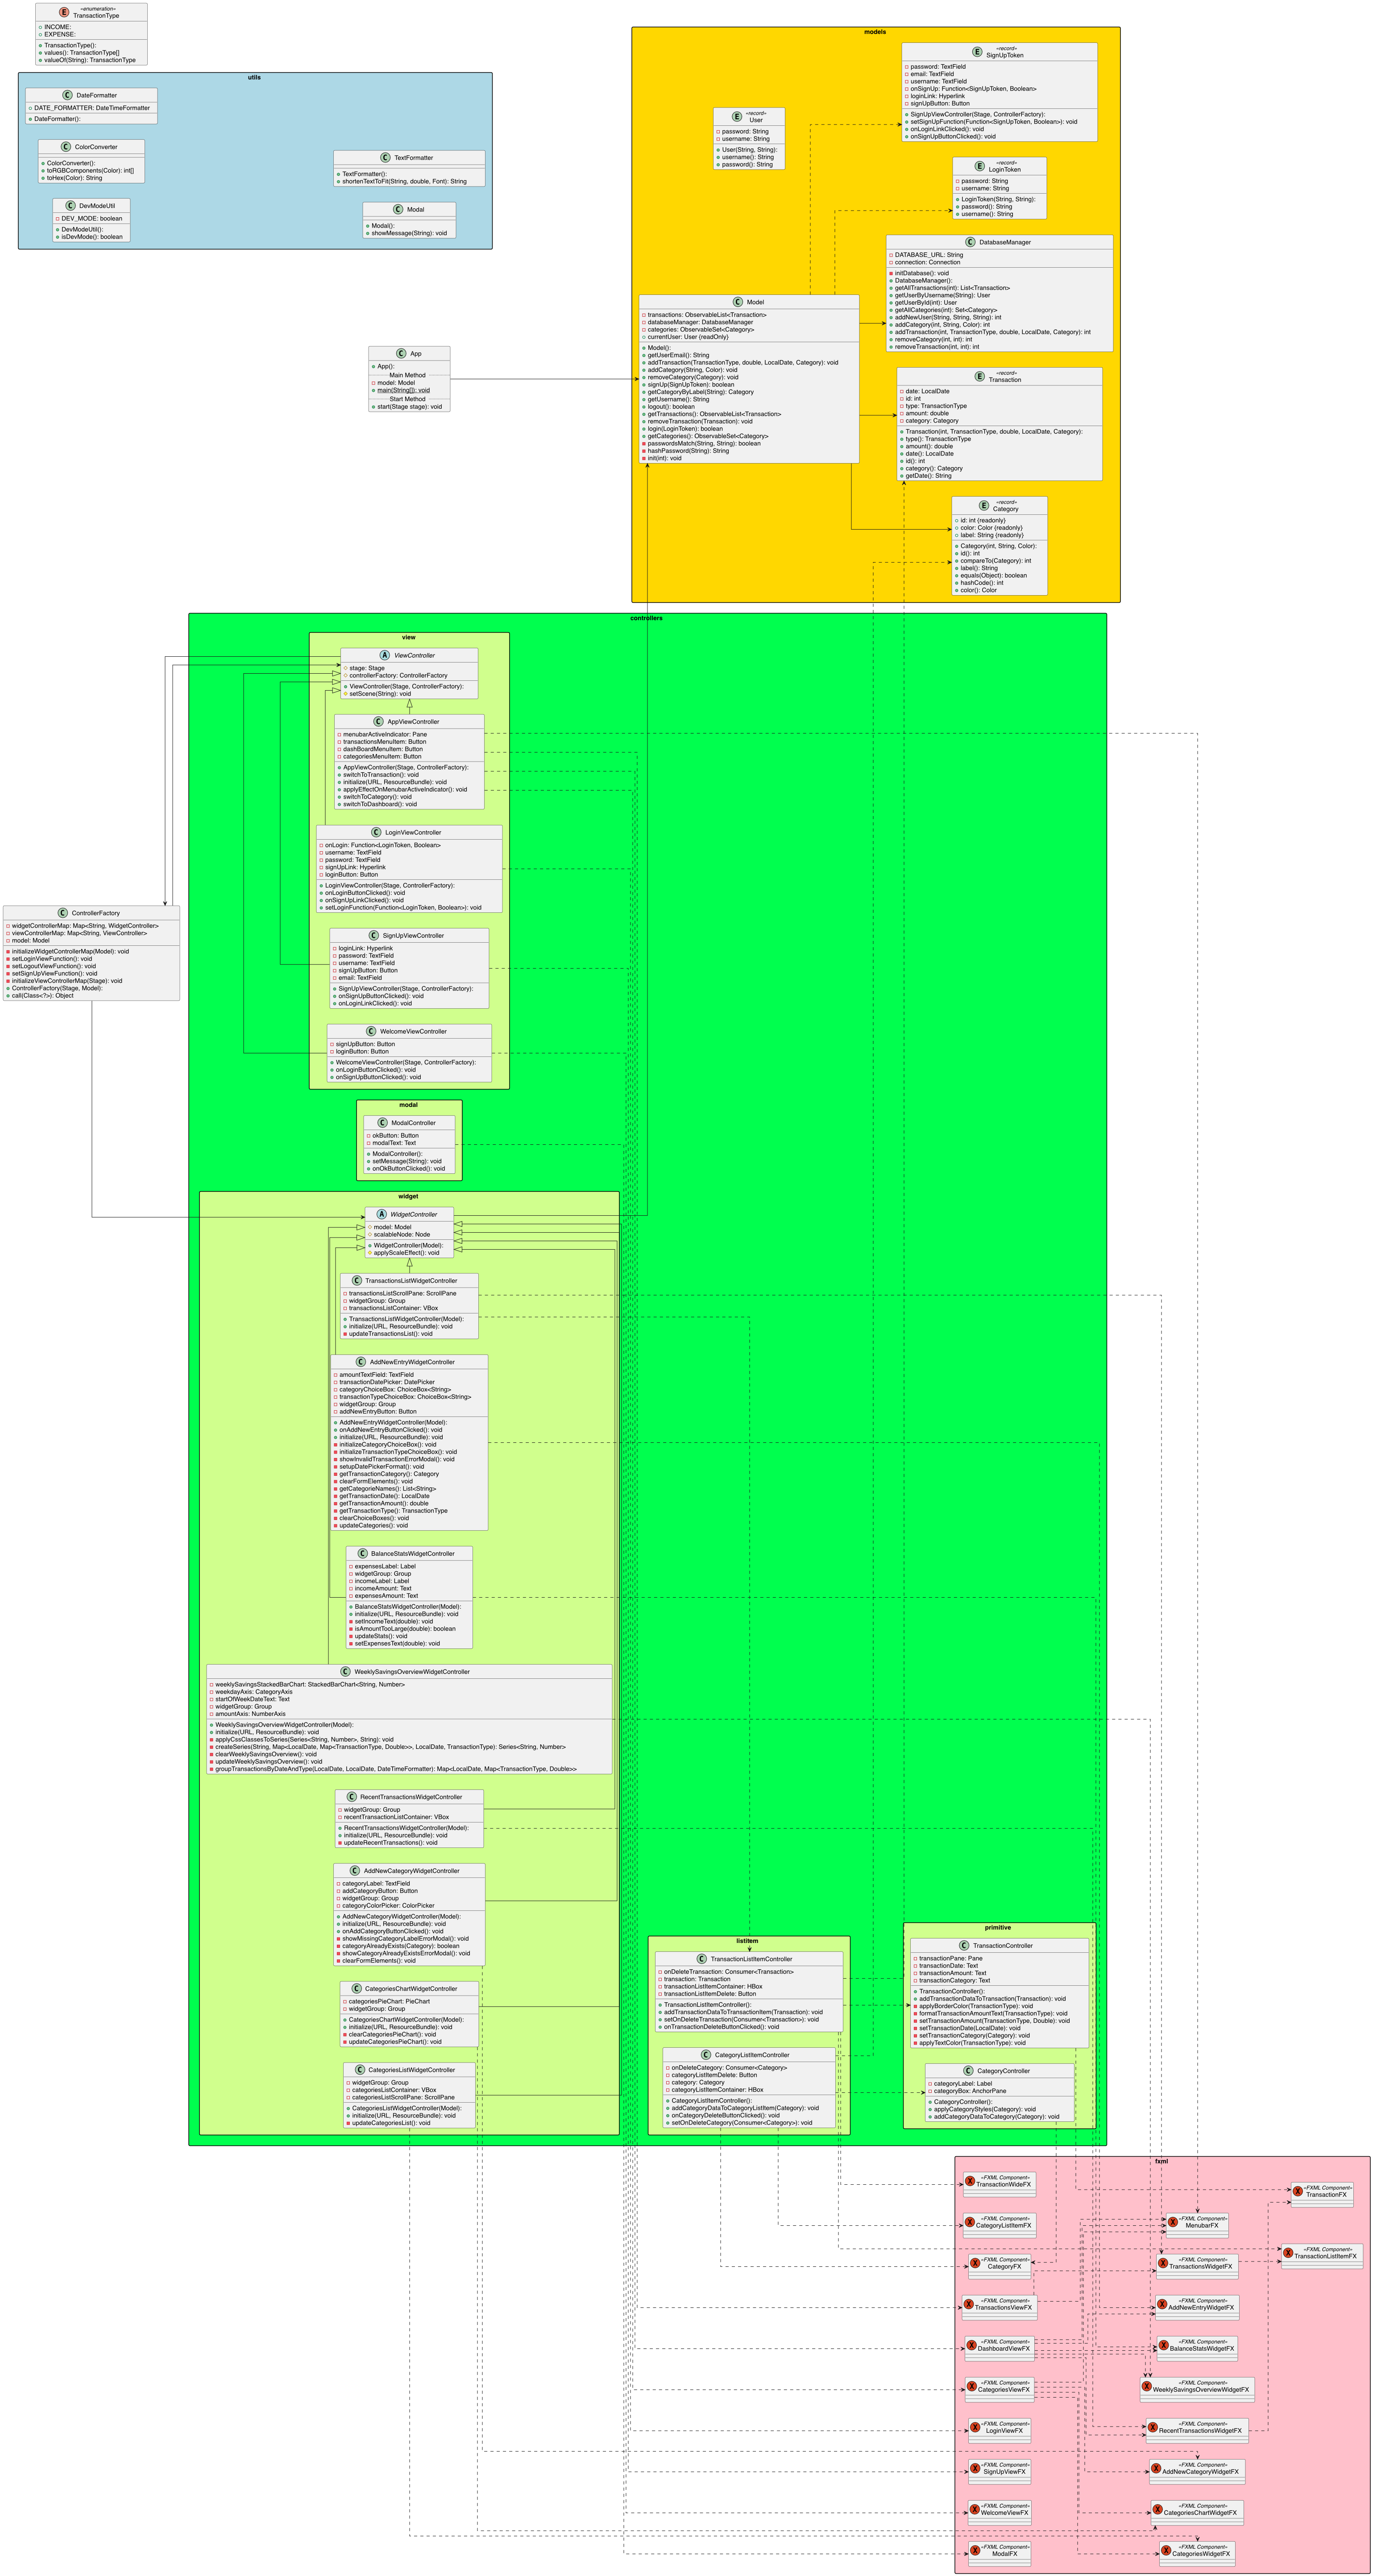 E «enumeration»
TransactionType
INCOME:
EXPENSE:
TransactionType():
values(): TransactionType[]
valueOf(String): TransactionType
utils
C DateFormatter
DATE_FORMATTER: DateTimeFormatter
DateFormatter():
C ColorConverter
ColorConverter():
toRGBComponents(Color): int[]
toHex(Color): String
C DevModeUtil
DEV_MODE: boolean
DevModeUtil():
isDevMode(): boolean
C TextFormatter
TextFormatter():
shortenTextToFit(String, double, Font): String
C Modal
Modal():
showMessage(String): void
C App
App():
Main Method
model: Model
main(String[]): void
Start Method
start(Stage stage): void
models
E «record»
User
password: String
username: String
User(String, String):
username(): String
password(): String
E «record»
SignUpToken
password: TextField
email: TextField
username: TextField
onSignUp: Function<SignUpToken, Boolean>
loginLink: Hyperlink
signUpButton: Button
SignUpViewController(Stage, ControllerFactory):
setSignUpFunction(Function<SignUpToken, Boolean>): void
onLoginLinkClicked(): void
onSignUpButtonClicked(): void
E «record»
LoginToken
password: String
username: String
LoginToken(String, String):
password(): String
username(): String
C DatabaseManager
DATABASE_URL: String
connection: Connection
initDatabase(): void
DatabaseManager():
getAllTransactions(int): List<Transaction>
getUserByUsername(String): User
getUserById(int): User
getAllCategories(int): Set<Category>
addNewUser(String, String, String): int
addCategory(int, String, Color): int
addTransaction(int, TransactionType, double, LocalDate, Category): int
removeCategory(int, int): int
removeTransaction(int, int): int
C Model
transactions: ObservableList<Transaction>
databaseManager: DatabaseManager
categories: ObservableSet<Category>
currentUser: User {readOnly}
Model():
getUserEmail(): String
addTransaction(TransactionType, double, LocalDate, Category): void
addCategory(String, Color): void
removeCategory(Category): void
signUp(SignUpToken): boolean
getCategoryByLabel(String): Category
getUsername(): String
logout(): boolean
getTransactions(): ObservableList<Transaction>
removeTransaction(Transaction): void
login(LoginToken): boolean
getCategories(): ObservableSet<Category>
passwordsMatch(String, String): boolean
hashPassword(String): String
init(int): void
E «record»
Transaction
date: LocalDate
id: int
type: TransactionType
amount: double
category: Category
Transaction(int, TransactionType, double, LocalDate, Category):
type(): TransactionType
amount(): double
date(): LocalDate
id(): int
category(): Category
getDate(): String
E «record»
Category
id: int {readonly}
color: Color {readonly}
label: String {readonly}
Category(int, String, Color):
id(): int
compareTo(Category): int
label(): String
equals(Object): boolean
hashCode(): int
color(): Color
controllers
view
A ViewController
stage: Stage
controllerFactory: ControllerFactory
ViewController(Stage, ControllerFactory):
setScene(String): void
C AppViewController
menubarActiveIndicator: Pane
transactionsMenuItem: Button
dashBoardMenuItem: Button
categoriesMenuItem: Button
AppViewController(Stage, ControllerFactory):
switchToTransaction(): void
initialize(URL, ResourceBundle): void
applyEffectOnMenubarActiveIndicator(): void
switchToCategory(): void
switchToDashboard(): void
C LoginViewController
onLogin: Function<LoginToken, Boolean>
username: TextField
password: TextField
signUpLink: Hyperlink
loginButton: Button
LoginViewController(Stage, ControllerFactory):
onLoginButtonClicked(): void
onSignUpLinkClicked(): void
setLoginFunction(Function<LoginToken, Boolean>): void
C ControllerFactory
widgetControllerMap: Map<String, WidgetController>
viewControllerMap: Map<String, ViewController>
model: Model
initializeWidgetControllerMap(Model): void
setLoginViewFunction(): void
setLogoutViewFunction(): void
setSignUpViewFunction(): void
initializeViewControllerMap(Stage): void
ControllerFactory(Stage, Model):
call(Class<?>): Object
C SignUpViewController
loginLink: Hyperlink
password: TextField
username: TextField
signUpButton: Button
email: TextField
SignUpViewController(Stage, ControllerFactory):
onSignUpButtonClicked(): void
onLoginLinkClicked(): void
C WelcomeViewController
signUpButton: Button
loginButton: Button
WelcomeViewController(Stage, ControllerFactory):
onLoginButtonClicked(): void
onSignUpButtonClicked(): void
modal
C ModalController
okButton: Button
modalText: Text
ModalController():
setMessage(String): void
onOkButtonClicked(): void
widget
A WidgetController
model: Model
scalableNode: Node
WidgetController(Model):
applyScaleEffect(): void
C TransactionsListWidgetController
transactionsListScrollPane: ScrollPane
widgetGroup: Group
transactionsListContainer: VBox
TransactionsListWidgetController(Model):
initialize(URL, ResourceBundle): void
updateTransactionsList(): void
C AddNewEntryWidgetController
amountTextField: TextField
transactionDatePicker: DatePicker
categoryChoiceBox: ChoiceBox<String>
transactionTypeChoiceBox: ChoiceBox<String>
widgetGroup: Group
addNewEntryButton: Button
AddNewEntryWidgetController(Model):
onAddNewEntryButtonClicked(): void
initialize(URL, ResourceBundle): void
initializeCategoryChoiceBox(): void
initializeTransactionTypeChoiceBox(): void
showInvalidTransactionErrorModal(): void
setupDatePickerFormat(): void
getTransactionCategory(): Category
clearFormElements(): void
getCategorieNames(): List<String>
getTransactionDate(): LocalDate
getTransactionAmount(): double
getTransactionType(): TransactionType
clearChoiceBoxes(): void
updateCategories(): void
C BalanceStatsWidgetController
expensesLabel: Label
widgetGroup: Group
incomeLabel: Label
incomeAmount: Text
expensesAmount: Text
BalanceStatsWidgetController(Model):
initialize(URL, ResourceBundle): void
setIncomeText(double): void
isAmountTooLarge(double): boolean
updateStats(): void
setExpensesText(double): void
C WeeklySavingsOverviewWidgetController
weeklySavingsStackedBarChart: StackedBarChart<String, Number>
weekdayAxis: CategoryAxis
startOfWeekDateText: Text
widgetGroup: Group
amountAxis: NumberAxis
WeeklySavingsOverviewWidgetController(Model):
initialize(URL, ResourceBundle): void
applyCssClassesToSeries(Series<String, Number>, String): void
createSeries(String, Map<LocalDate, Map<TransactionType, Double>>, LocalDate, TransactionType): Series<String, Number>
clearWeeklySavingsOverview(): void
updateWeeklySavingsOverview(): void
groupTransactionsByDateAndType(LocalDate, LocalDate, DateTimeFormatter): Map<LocalDate, Map<TransactionType, Double>>
C RecentTransactionsWidgetController
widgetGroup: Group
recentTransactionListContainer: VBox
RecentTransactionsWidgetController(Model):
initialize(URL, ResourceBundle): void
updateRecentTransactions(): void
C AddNewCategoryWidgetController
categoryLabel: TextField
addCategoryButton: Button
widgetGroup: Group
categoryColorPicker: ColorPicker
AddNewCategoryWidgetController(Model):
initialize(URL, ResourceBundle): void
onAddCategoryButtonClicked(): void
showMissingCategoryLabelErrorModal(): void
categoryAlreadyExists(Category): boolean
showCategoryAlreadyExistsErrorModal(): void
clearFormElements(): void
C CategoriesChartWidgetController
categoriesPieChart: PieChart
widgetGroup: Group
CategoriesChartWidgetController(Model):
initialize(URL, ResourceBundle): void
clearCategoriesPieChart(): void
updateCategoriesPieChart(): void
C CategoriesListWidgetController
widgetGroup: Group
categoriesListContainer: VBox
categoriesListScrollPane: ScrollPane
CategoriesListWidgetController(Model):
initialize(URL, ResourceBundle): void
updateCategoriesList(): void
listItem
C TransactionListItemController
onDeleteTransaction: Consumer<Transaction>
transaction: Transaction
transactionListItemContainer: HBox
transactionListItemDelete: Button
TransactionListItemController():
addTransactionDataToTransactionItem(Transaction): void
setOnDeleteTransaction(Consumer<Transaction>): void
onTransactionDeleteButtonClicked(): void
C CategoryListItemController
onDeleteCategory: Consumer<Category>
categoryListItemDelete: Button
category: Category
categoryListItemContainer: HBox
CategoryListItemController():
addCategoryDataToCategoryListItem(Category): void
onCategoryDeleteButtonClicked(): void
setOnDeleteCategory(Consumer<Category>): void
primitive
C TransactionController
transactionPane: Pane
transactionDate: Text
transactionAmount: Text
transactionCategory: Text
TransactionController():
addTransactionDataToTransaction(Transaction): void
applyBorderColor(TransactionType): void
formatTransactionAmountText(TransactionType): void
setTransactionAmount(TransactionType, Double): void
setTransactionDate(LocalDate): void
setTransactionCategory(Category): void
applyTextColor(TransactionType): void
C CategoryController
categoryLabel: Label
categoryBox: AnchorPane
CategoryController():
applyCategoryStyles(Category): void
addCategoryDataToCategory(Category): void
fxml
X «FXML Component»
TransactionWideFX
X «FXML Component»
CategoryListItemFX
X «FXML Component»
CategoryFX
X «FXML Component»
TransactionsViewFX
X «FXML Component»
DashboardViewFX
X «FXML Component»
CategoriesViewFX
X «FXML Component»
LoginViewFX
X «FXML Component»
SignUpViewFX
X «FXML Component»
WelcomeViewFX
X «FXML Component»
ModalFX
X «FXML Component»
MenubarFX
X «FXML Component»
TransactionsWidgetFX
X «FXML Component»
AddNewEntryWidgetFX
X «FXML Component»
BalanceStatsWidgetFX
X «FXML Component»
WeeklySavingsOverviewWidgetFX
X «FXML Component»
RecentTransactionsWidgetFX
X «FXML Component»
AddNewCategoryWidgetFX
X «FXML Component»
CategoriesChartWidgetFX
X «FXML Component»
CategoriesWidgetFX
X «FXML Component»
TransactionFX
X «FXML Component»
TransactionListItemFX